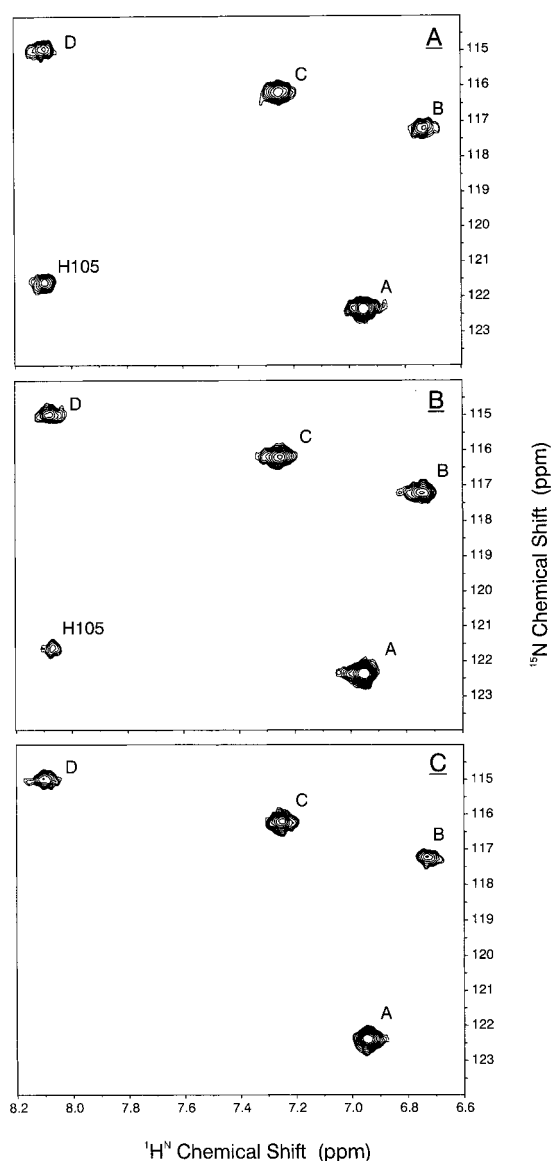 A
D
115
C
116
B
117
118
119
120
H105
121
A
122
123
B
D
115
C
116
B
117
118
119
120
H105
121
A
122
123
¹⁵N Chemical Shift (ppm)
C
D
115
C
116
B
117
118
119
120
121
A
122
123
8.2 8.0 7.8 7.6 7.4 7.2 7.0 6.8 6.6
¹Hᴺ Chemical Shift (ppm)